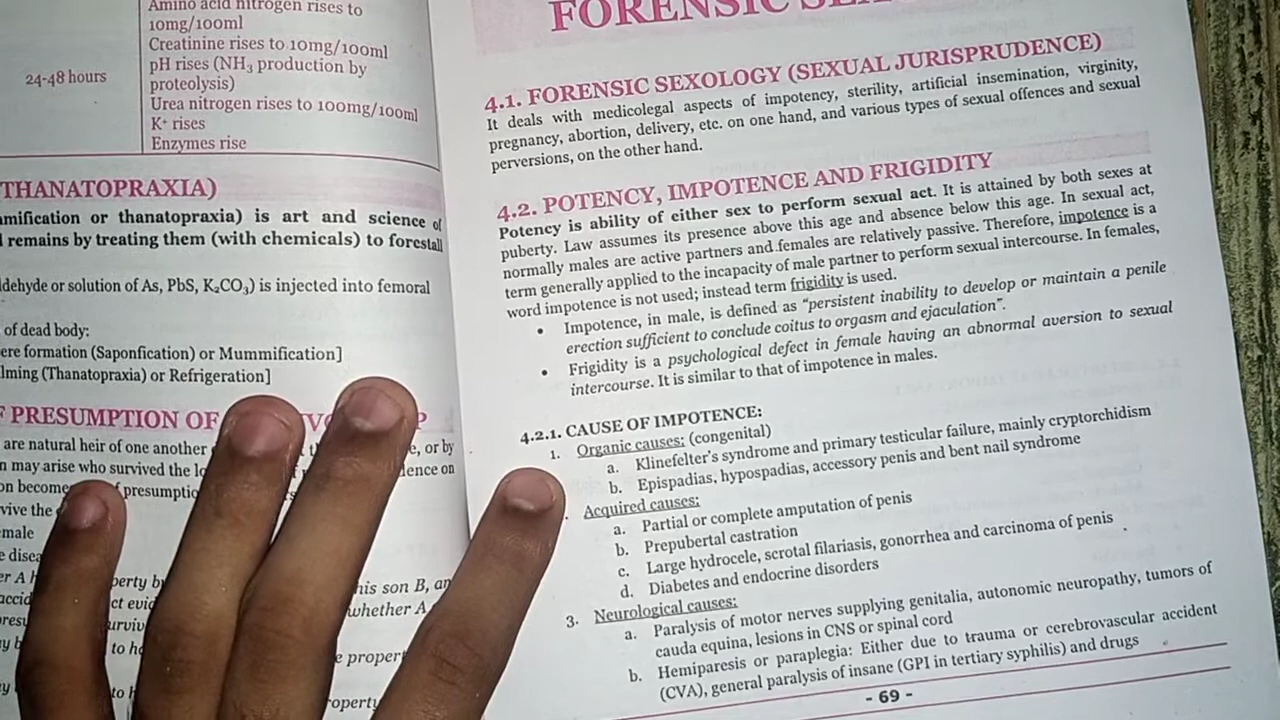 Amino acid nitrogen rises to
10mg/100ml
Creatinine rises to 10mg/100ml
24-48 hours
pH rises (NH₃ production by
proteolysis)
Urea nitrogen rises to 100mg/100ml
K⁺ rises
Enzymes rise
THANATOPRAXIA)
mification or thanatopraxia) is art and science of
remains by treating them (with chemicals) to forestall
ldehyde or solution of As, PbS, K₂CO₃) is injected into femoral
of dead body:
ere formation (Saponfication) or Mummification]
lming (Thanatopraxia) or Refrigeration]
PRESUMPTION OF
are natural heir of one another e, or by
n may arise who survived the ence on
on become presumptio
vive the
male
e disea
perty b his son B, an
ct evid whether A
urviv
to h e propert
to h roperty
FORENSIC
4.1. FORENSIC SEXOLOGY (SEXUAL JURISPRUDENCE)
It deals with medicolegal aspects of impotency, sterility, artificial insemination, virginity,
pregnancy, abortion, delivery, etc. on one hand, and various types of sexual offences and sexual
perversions, on the other hand.
4.2. POTENCY, IMPOTENCE AND FRIGIDITY
Potency is ability of either sex to perform sexual act. It is attained by both sexes at
puberty. Law assumes its presence above this age and absence below this age. In sexual act,
normally males are active partners and females are relatively passive. Therefore, impotence is a
term generally applied to the incapacity of male partner to perform sexual intercourse. In females,
word impotence is not used; instead term frigidity is used.
• Impotence, in male, is defined as "persistent inability to develop or maintain a penile
erection sufficient to conclude coitus to orgasm and ejaculation".
• Frigidity is a psychological defect in female having an abnormal aversion to sexual
intercourse. It is similar to that of impotence in males.
4.2.1. CAUSE OF IMPOTENCE:
1. Organic causes: (congenital)
a. Klinefelter's syndrome and primary testicular failure, mainly cryptorchidism
b. Epispadias, hypospadias, accessory penis and bent nail syndrome
Acquired causes:
a. Partial or complete amputation of penis
b. Prepubertal castration
c. Large hydrocele, scrotal filariasis, gonorrhea and carcinoma of penis
d. Diabetes and endocrine disorders
3. Neurological causes:
a. Paralysis of motor nerves supplying genitalia, autonomic neuropathy, tumors of
cauda equina, lesions in CNS or spinal cord
b. Hemiparesis or paraplegia: Either due to trauma or cerebrovascular accident
(CVA), general paralysis of insane (GPI in tertiary syphilis) and drugs
- 69 -